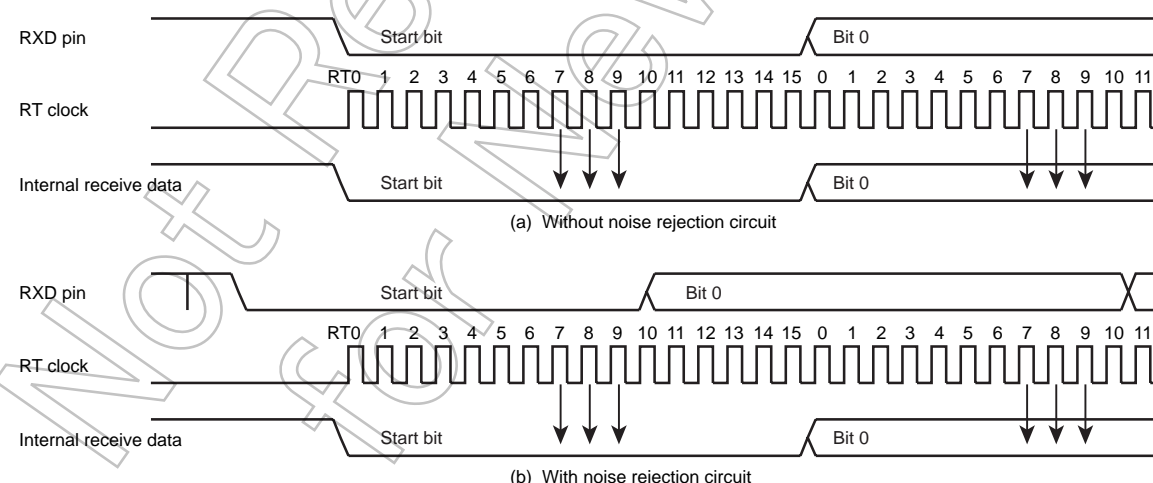 RXD pin Start bit Bit 0
RT0 1 2 3 4 5 6 7 8 9 10 11 12 13 14 15 0 1 2 3 4 5 6 7 8 9 10 11
RT clock
Internal receive data Start bit Bit 0
(a) Without noise rejection circuit
RXD pin Start bit Bit 0
RT0 1 2 3 4 5 6 7 8 9 10 11 12 13 14 15 0 1 2 3 4 5 6 7 8 9 10 11
RT clock
Internal receive data Start bit Bit 0
(b) With noise rejection circuit
Not Re
for New